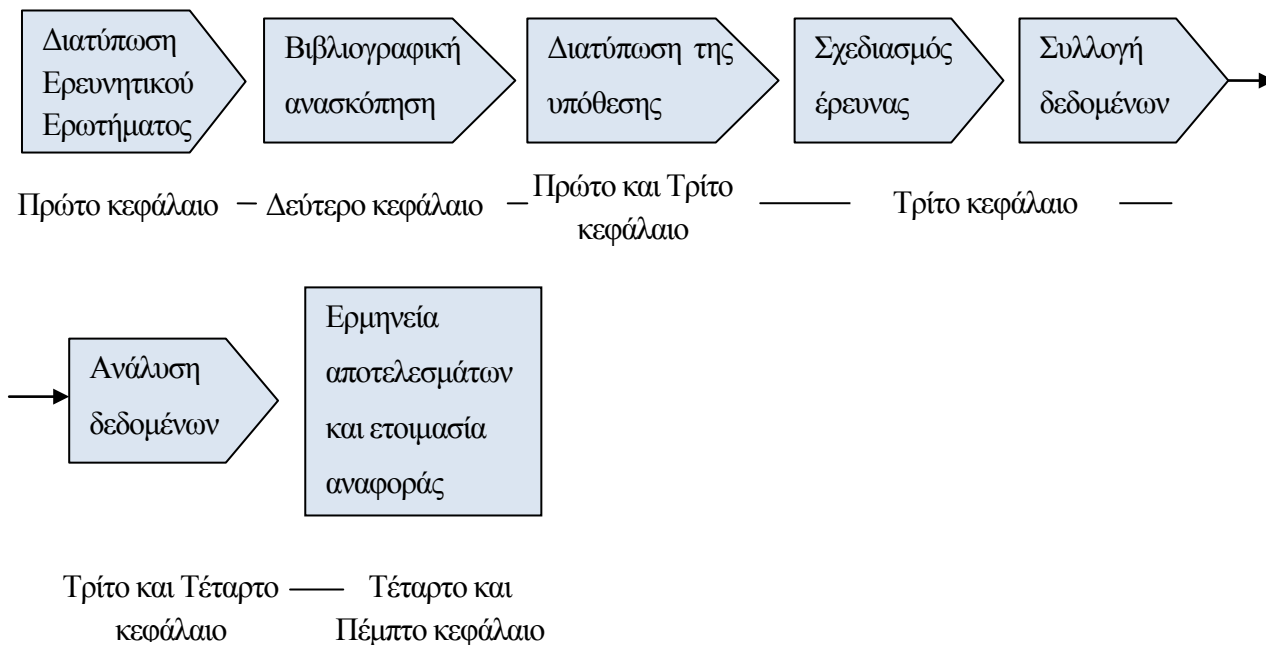 Διατύπωση
Ερευνητικού
Ερωτήματος
Βιβλιογραφική
ανασκόπηση
Διατύπωση της
υπόθεσης
Σχεδιασμός
έρευνας
Συλλογή
δεδομένων
Πρώτο κεφάλαιο
Δεύτερο κεφάλαιο
Πρώτο και Τρίτο
κεφάλαιο
Τρίτο κεφάλαιο
Ανάλυση
δεδομένων
Ερμηνεία
αποτελεσμάτων
και ετοιμασία
αναφοράς
Τρίτο και Τέταρτο
κεφάλαιο
Τέταρτο και
Πέμπτο κεφάλαιο